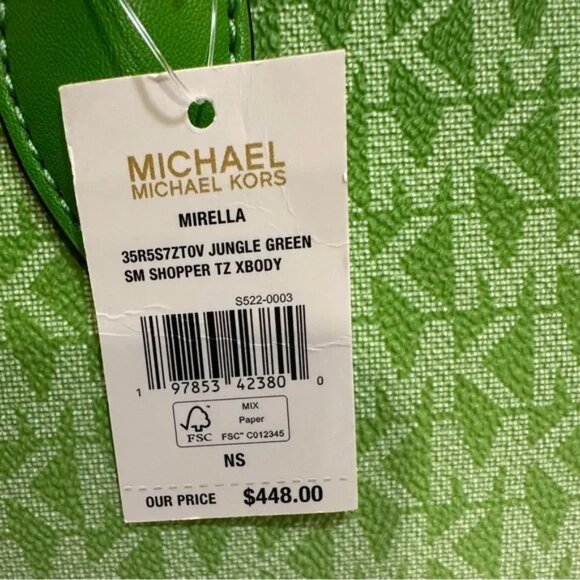 MICHAEL
MICHAEL KORS
MIRELLA
35R5S7ZT0V JUNGLE GREEN
SM SHOPPER TZ XBODY
S522-0003
1 97853 42380 0
MIX
Paper
FSC™ C012345
FSC
NS
OUR PRICE $448.00